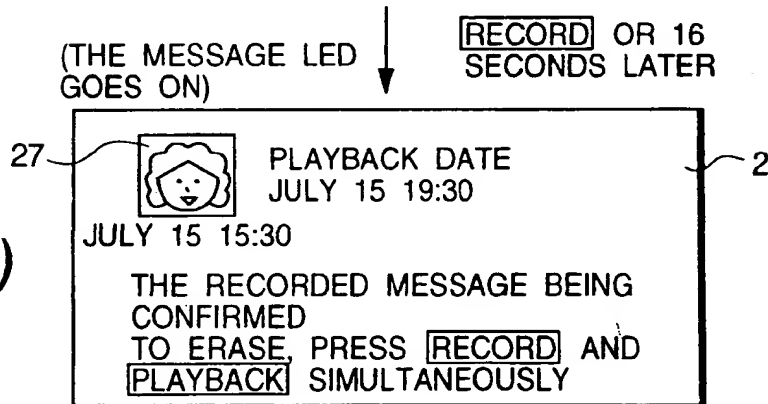 (THE MESSAGE LED
GOES ON)
RECORD OR 16
SECONDS LATER
27
PLAYBACK DATE
JULY 15 19:30
2
JULY 15 15:30
)
THE RECORDED MESSAGE BEING
CONFIRMED
TO ERASE, PRESS RECORD AND
PLAYBACK SIMULTANEOUSLY